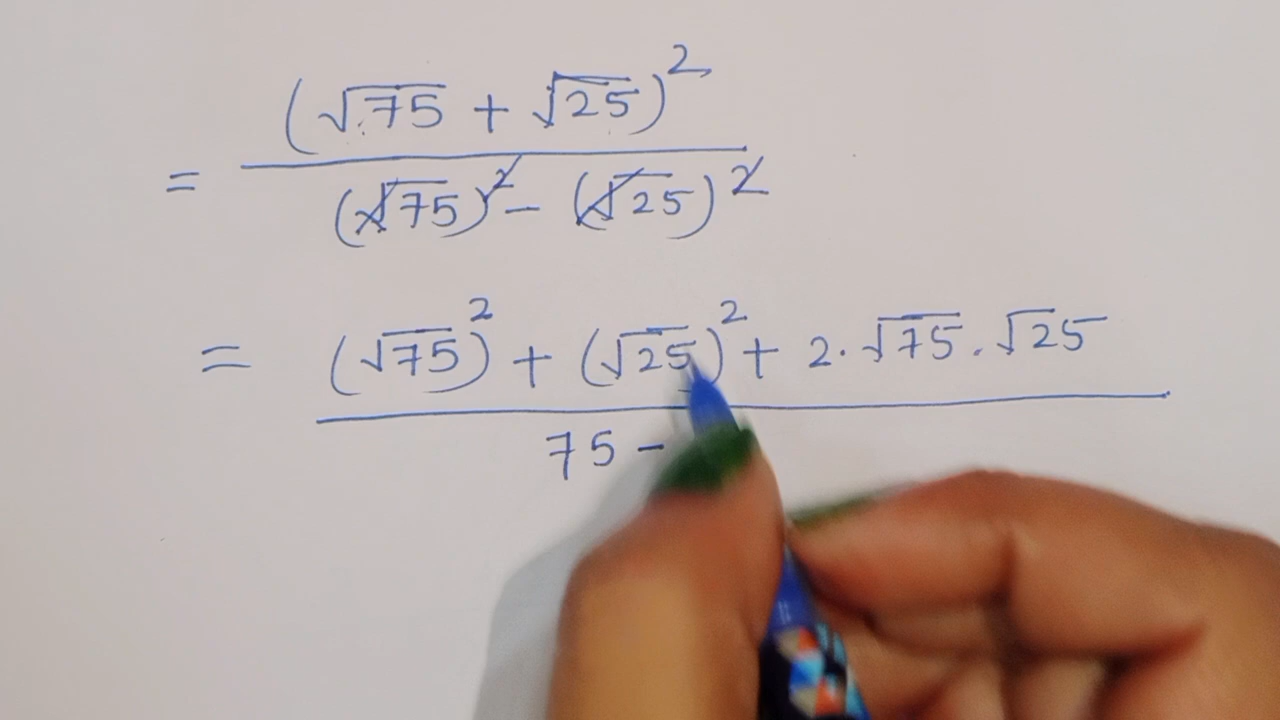 = (√75 + √25)²
(√75)² - (√25)²
= (√75)² + (√25)² + 2. √75 . √25
75 -